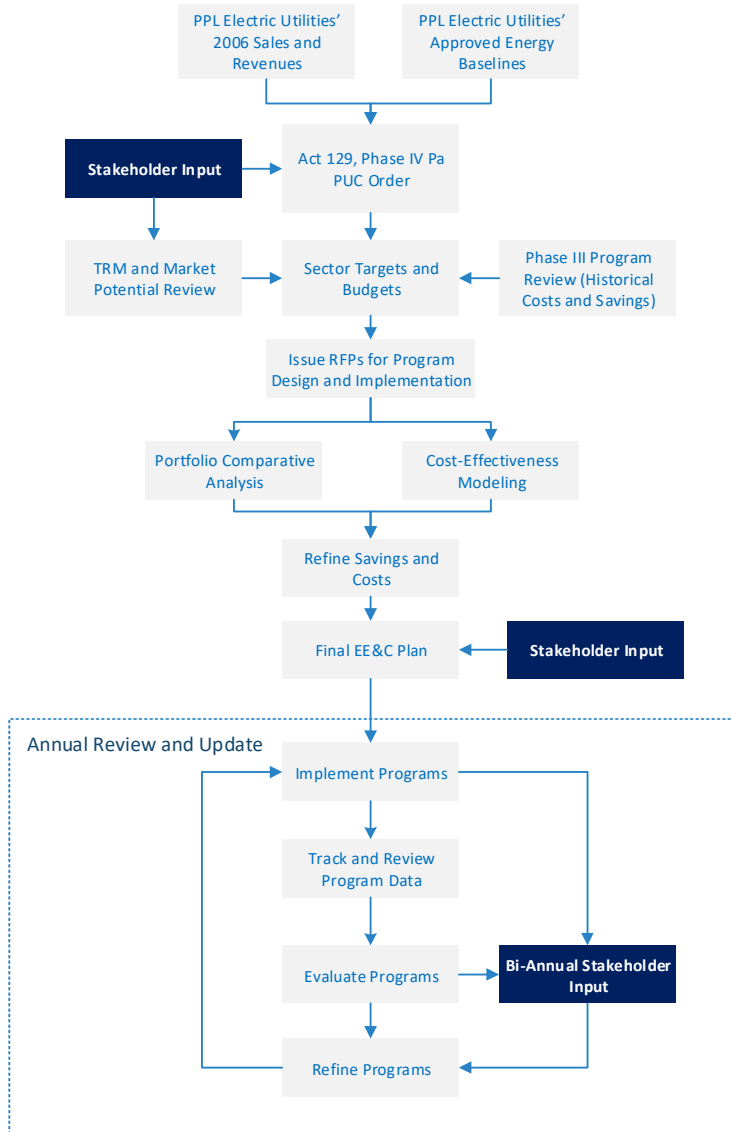 PPL Electric Utilities’
2006 Sales and
Revenues
PPL Electric Utilities’
Approved Energy
Baselines
Stakeholder Input
Act 129, Phase IV Pa
PUC Order
TRM and Market
Potential Review
Sector Targets and
Budgets
Phase III Program
Review (Historical
Costs and Savings)
Issue RFPs for Program
Design and Implementation
Portfolio Comparative
Analysis
Cost-Effectiveness
Modeling
Refine Savings and
Costs
Final EE&C Plan
Stakeholder Input
Annual Review and Update
Implement Programs
Track and Review
Program Data
Evaluate Programs
Bi-Annual Stakeholder
Input
Refine Programs